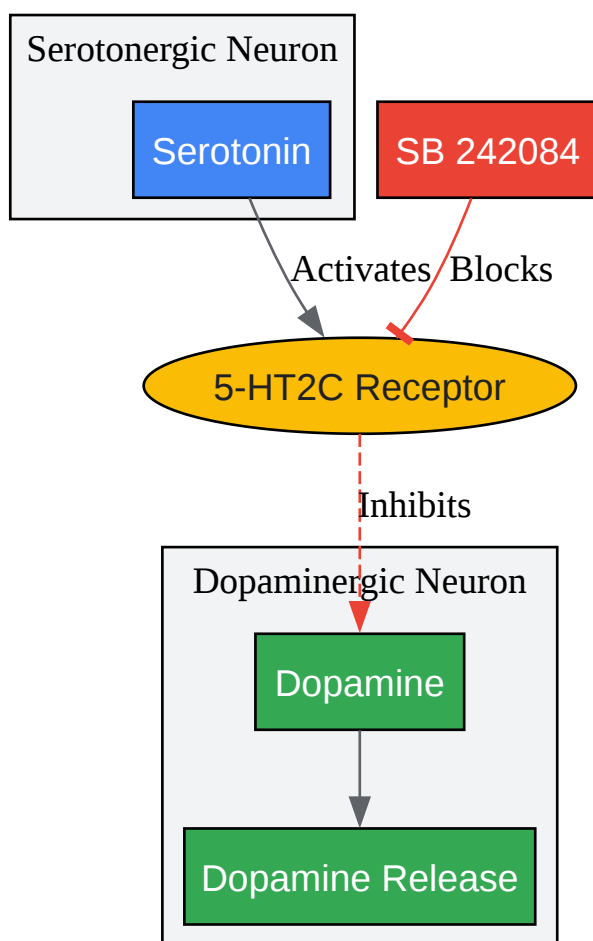 Serotonergic Neuron
Serotonin
SB 242084
Activates
Blocks
5-HT2C Receptor
Inhibits
Dopaminergic Neuron
Dopamine
Dopamine Release